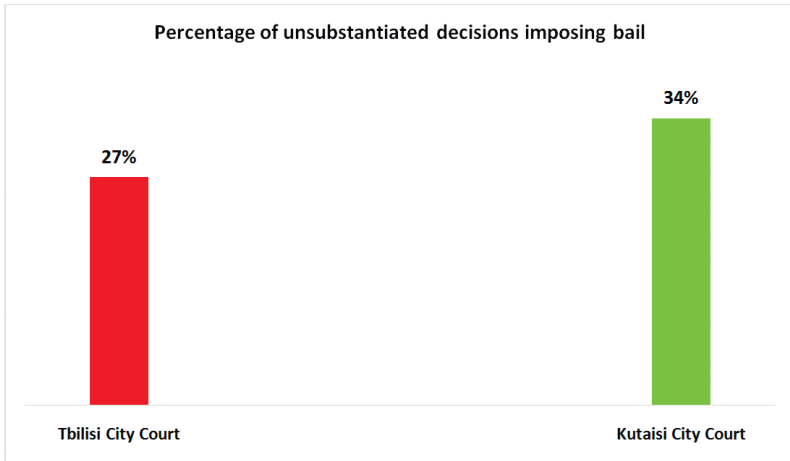 Percentage of unsubstantiated decisions imposing bail
34%
27%
Tbilisi City Court
Kutaisi City Court